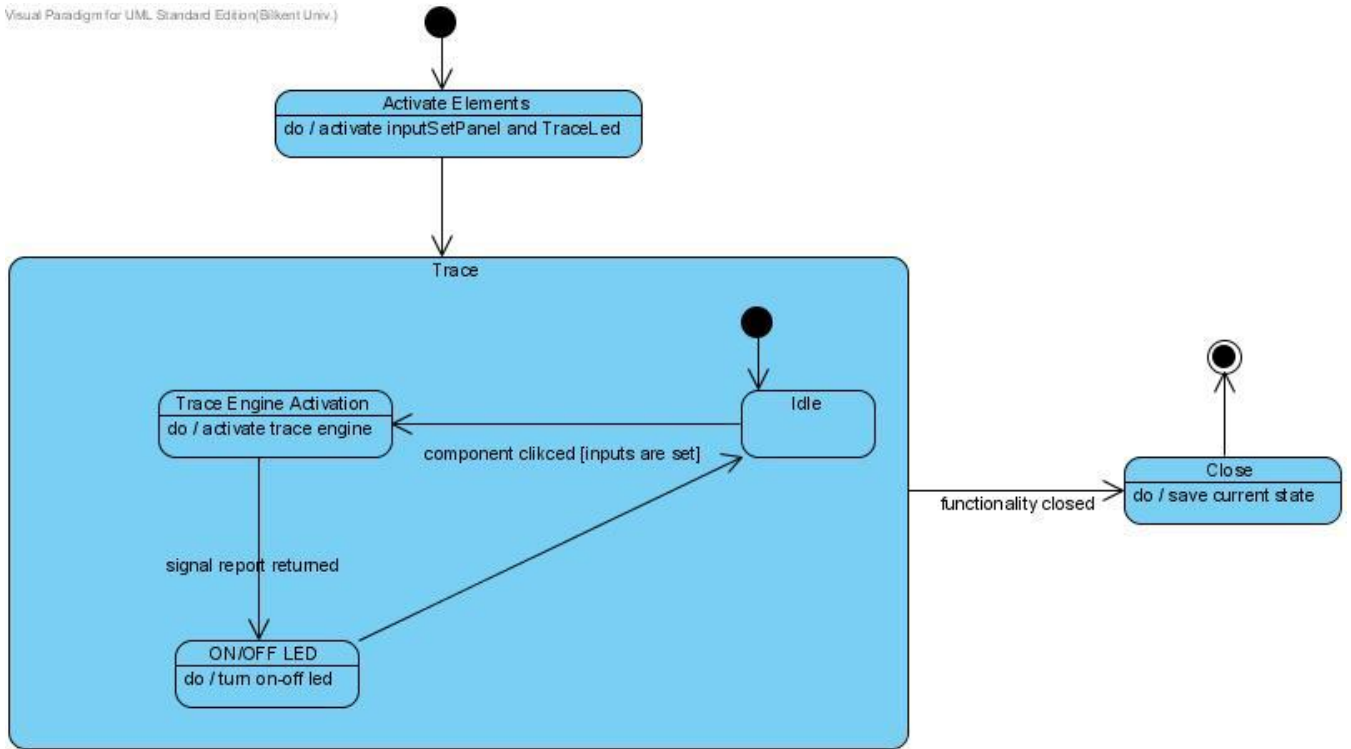 Visual Paradigm for UML Standard Edition(Bilkent Univ.)
Activate Elements
do / activate inputSetPanel and TraceLed
Trace
Idle
Trace Engine Activation
do / activate trace engine
component clikced [inputs are set]
Close
do / save current state
functionality closed
signal report returned
ON/OFF LED
do / turn on-off led